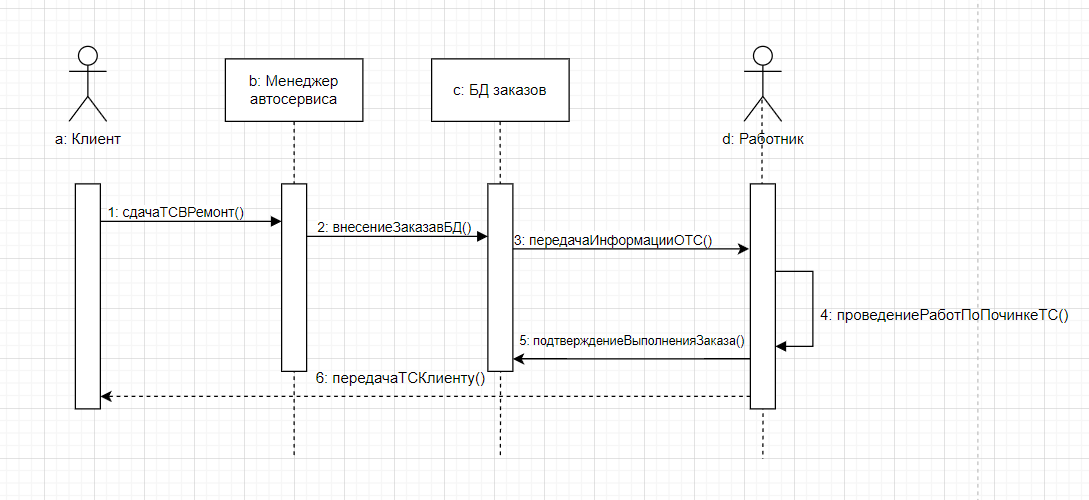 b: Менеджер
автосервиса
c: БД заказов
a: Клиент
d: Работник
1: сдачаТСВРемонт()
2: внесениеЗаказавБД()
3: передачаИнформацииОТС()
4: проведениеРаботПоПочинкеТС()
5: подтверждениеВыполненияЗаказа()
6: передачаТСКлиенту()